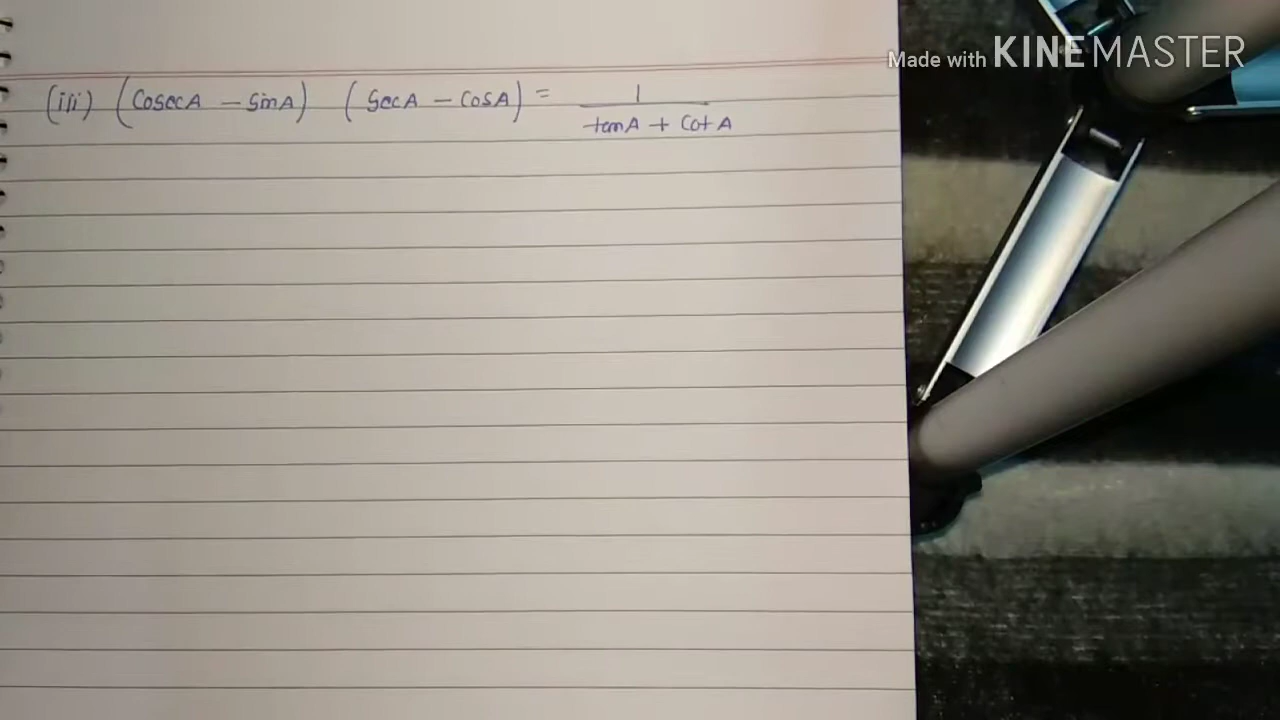 Made with KINEMASTER
(iii) (CosecA - SinA) (SecA - CosA) = 1
tanA + CotA